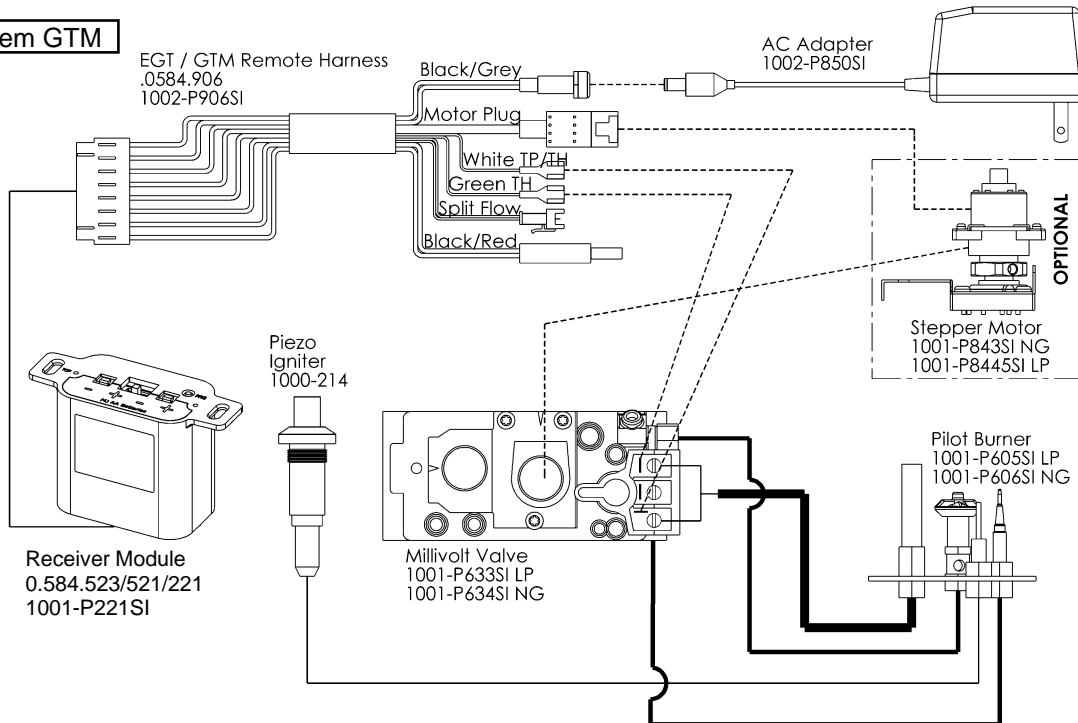 em GTM
EGT / GTM Remote Harness
.0584.906
1002-P906SI
Black/Grey
Motor Plug
White TP/TH
Green TH
Split Flow
Black/Red
AC Adapter
1002-P850SI
OPTIONAL
Stepper Motor
1001-P843SI NG
1001-P8445SI LP
Piezo
Igniter
1000-214
Pilot Burner
1001-P605SI LP
1001-P606SI NG
Millivolt Valve
1001-P633SI LP
1001-P634SI NG
Receiver Module
0.584.523/521/221
1001-P221SI